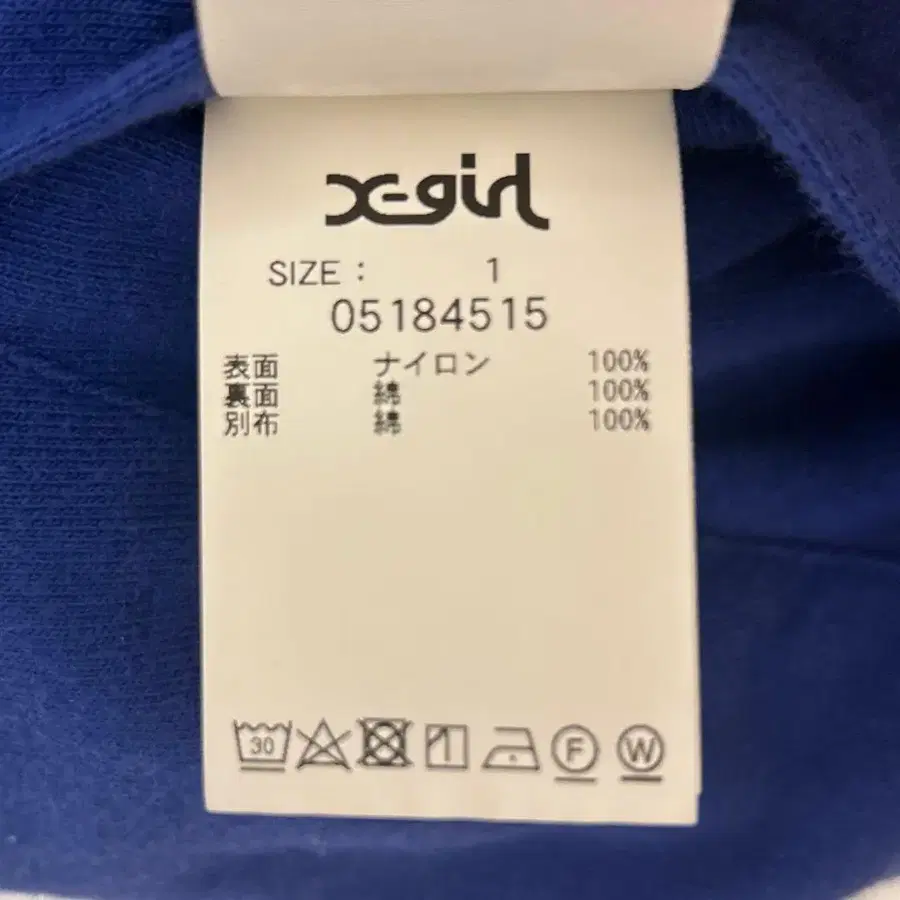 X-girl
SIZE : 1
05184515
表面 ナイロン 100%
裏面 綿 100%
別布 綿 100%
30 F W